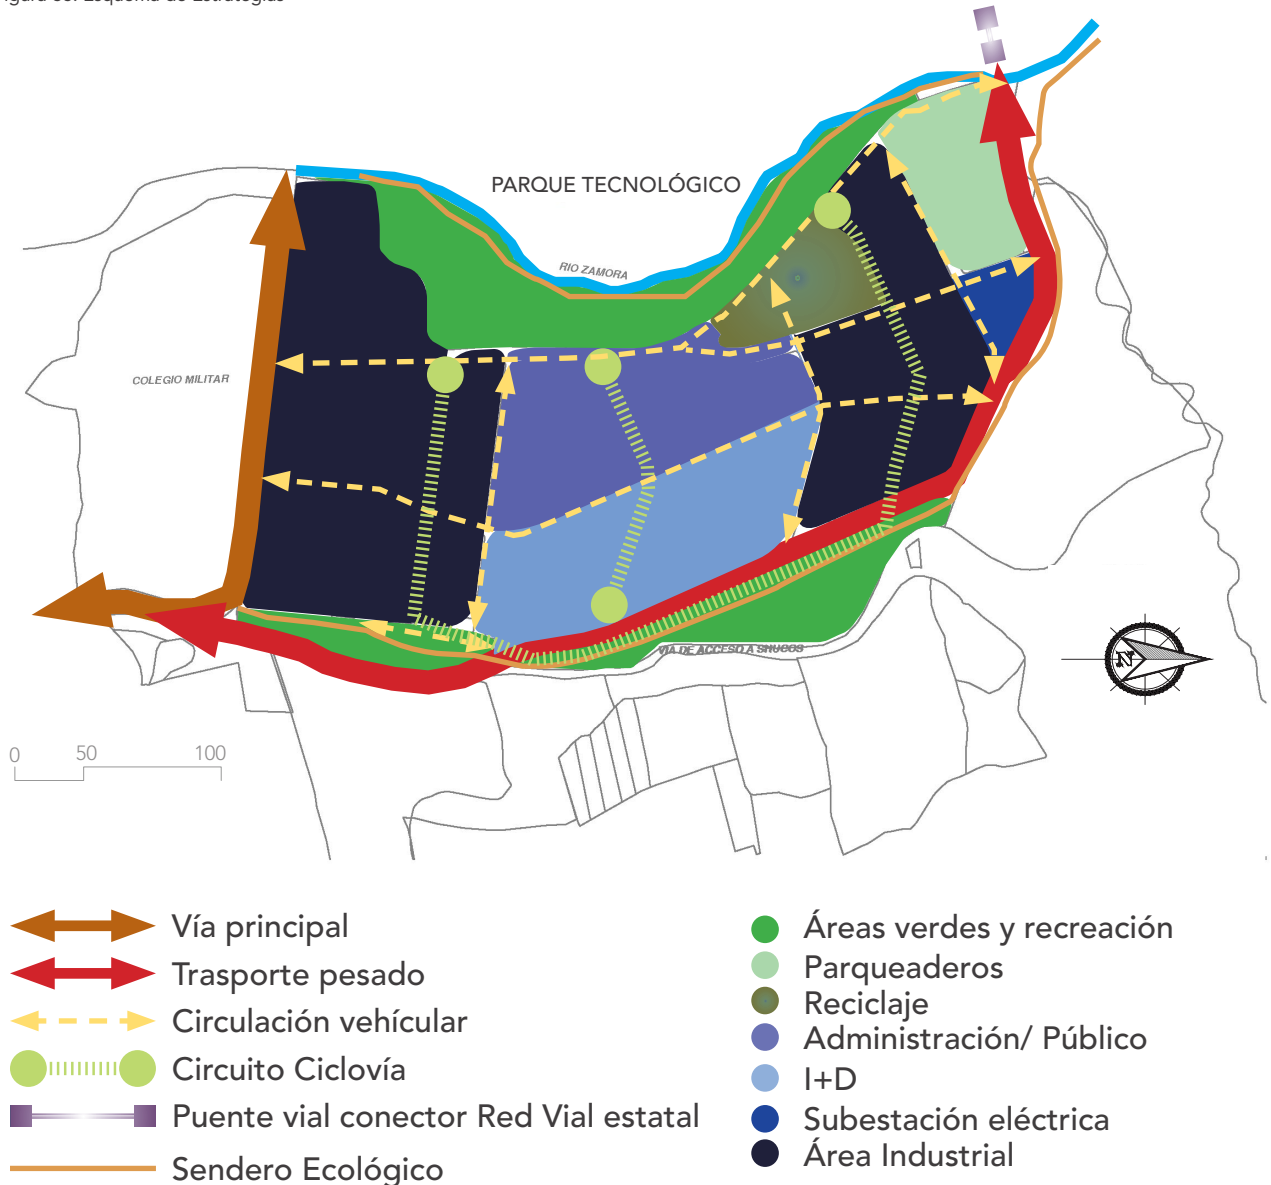 PARQUE TECNOLÓGICO
RIO ZAMORA
COLEGIO MILITAR
VIA DE ACCESO A SHUCOS
N
0 50 100
Vía principal
Trasporte pesado
Circulación vehícular
Circuito Ciclovía
Puente vial conector Red Vial estatal
Sendero Ecológico
Áreas verdes y recreación
Parqueaderos
Reciclaje
Administración/ Público
I+D
Subestación eléctrica
Área Industrial